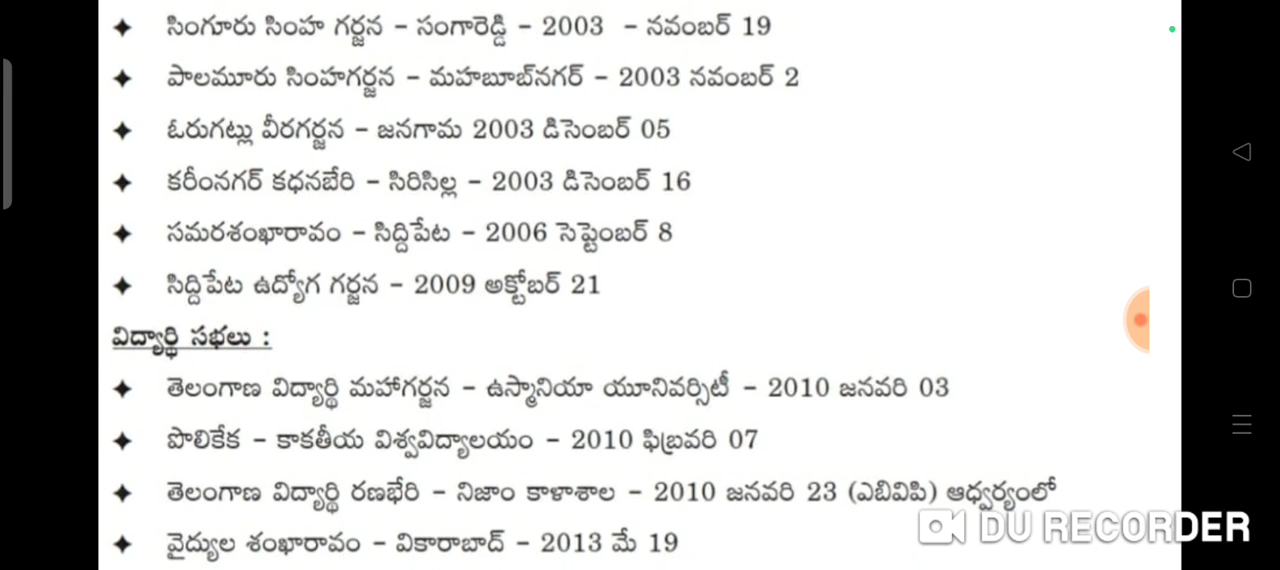 ✦ సింగూరు సింహ గర్జన – సంగారెడ్డి – 2003 – నవంబర్ 19
✦ పాలమూరు సింహగర్జన – మహబూబ్‌నగర్ – 2003 నవంబర్ 2
✦ ఓరుగట్లు వీరగర్జన – జనగామ 2003 డిసెంబర్ 05
✦ కరీంనగర్ కధనబేరి – సిరిసిల్ల – 2003 డిసెంబర్ 16
✦ సమరశంఖారావం – సిద్దిపేట – 2006 సెప్టెంబర్ 8
✦ సిద్దిపేట ఉద్యోగ గర్జన – 2009 అక్టోబర్ 21
విద్యార్థి సభలు :
✦ తెలంగాణ విద్యార్థి మహాగర్జన – ఉస్మానియా యూనివర్సిటీ – 2010 జనవరి 03
✦ పొలికేక – కాకతీయ విశ్వవిద్యాలయం – 2010 ఫిబ్రవరి 07
✦ తెలంగాణ విద్యార్థి రణభేరి – నిజాం కాళాశాల – 2010 జనవరి 23 (ఎబివిపి) ఆధ్వర్యంలో
✦ వైద్యుల శంఖారావం – వికారాబాద్ – 2013 మే 19
DU RECORDER